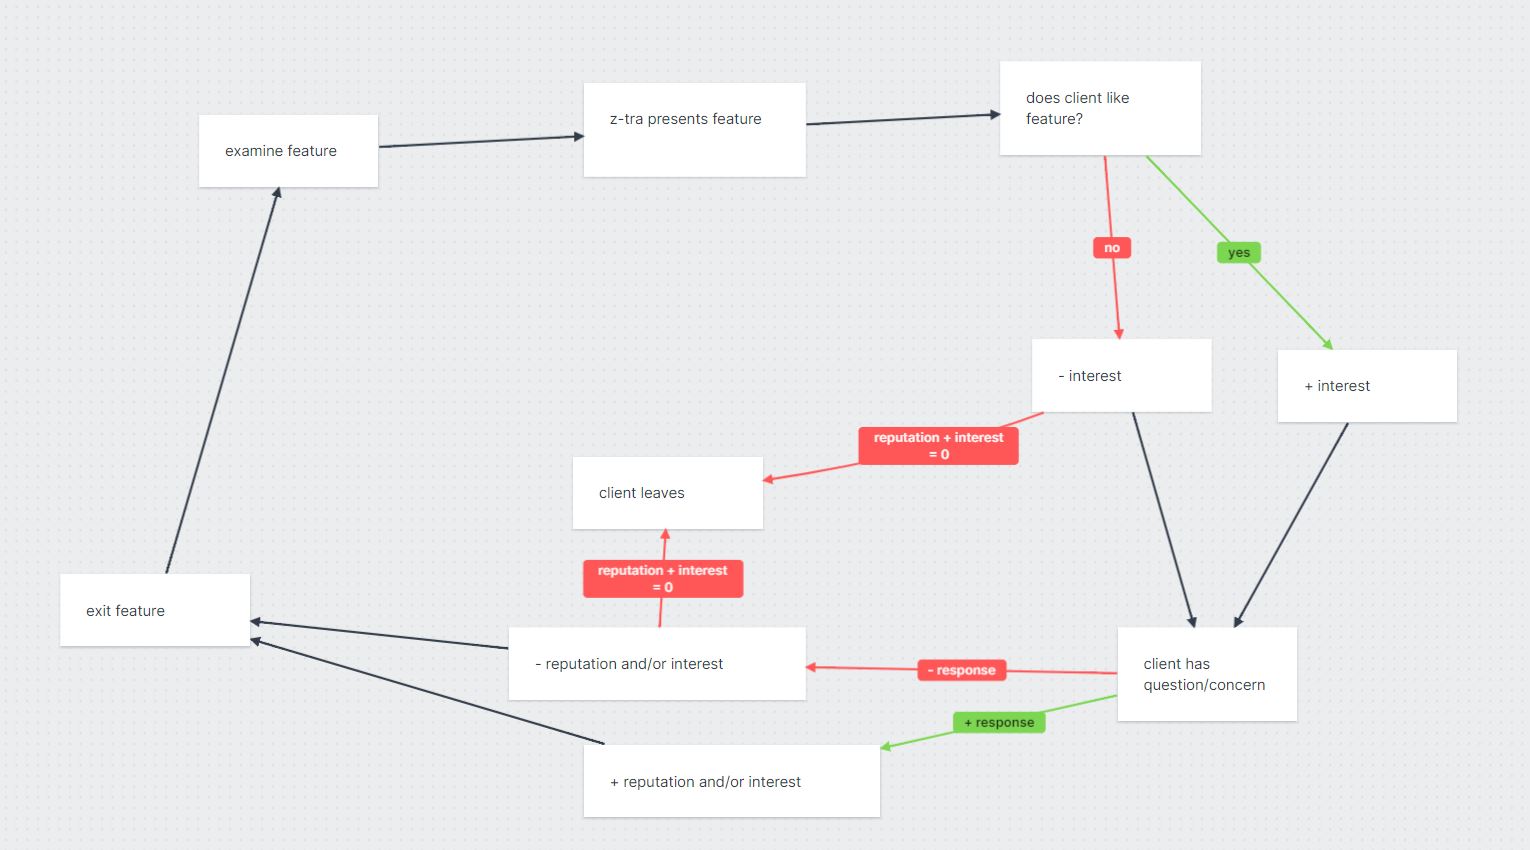 does client like
feature?
z-tra presents feature
examine feature
no
yes
- interest
+ interest
reputation + interest
= 0
client leaves
reputation + interest
= 0
exit feature
- reputation and/or interest
- response
client has
question/concern
+ response
+ reputation and/or interest